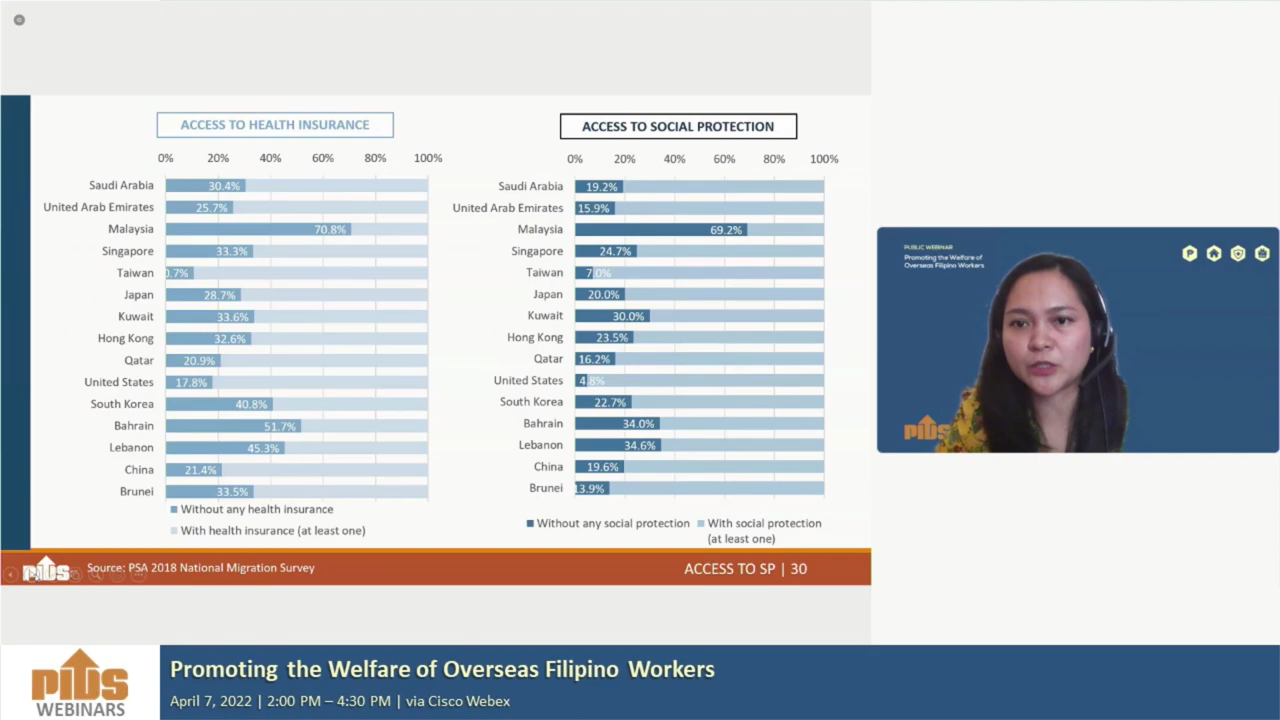 ACCESS TO HEALTH INSURANCE
0% 20% 40% 60% 80% 100%
Saudi Arabia 30.4%
United Arab Emirates 25.7%
Malaysia 70.8%
Singapore 33.3%
Taiwan 0.7%
Japan 28.7%
Kuwait 33.6%
Hong Kong 32.6%
Qatar 20.9%
United States 17.8%
South Korea 40.8%
Bahrain 51.7%
Lebanon 45.3%
China 21.4%
Brunei 33.5%
Without any health insurance
With health insurance (at least one)
ACCESS TO SOCIAL PROTECTION
0% 20% 40% 60% 80% 100%
Saudi Arabia 19.2%
United Arab Emirates 15.9%
Malaysia 69.2%
Singapore 24.7%
Taiwan 7.0%
Japan 20.0%
Kuwait 30.0%
Hong Kong 23.5%
Qatar 16.2%
United States 4.8%
South Korea 22.7%
Bahrain 34.0%
Lebanon 34.6%
China 19.6%
Brunei 13.9%
Without any social protection With social protection
(at least one)
PIDS
Source: PSA 2018 National Migration Survey
ACCESS TO SP | 30
PUBLIC WEBINAR
Promoting the Welfare of
Overseas Filipino Workers
PIDS
PIDS
WEBINARS
Promoting the Welfare of Overseas Filipino Workers
April 7, 2022 | 2:00 PM – 4:30 PM | via Cisco Webex